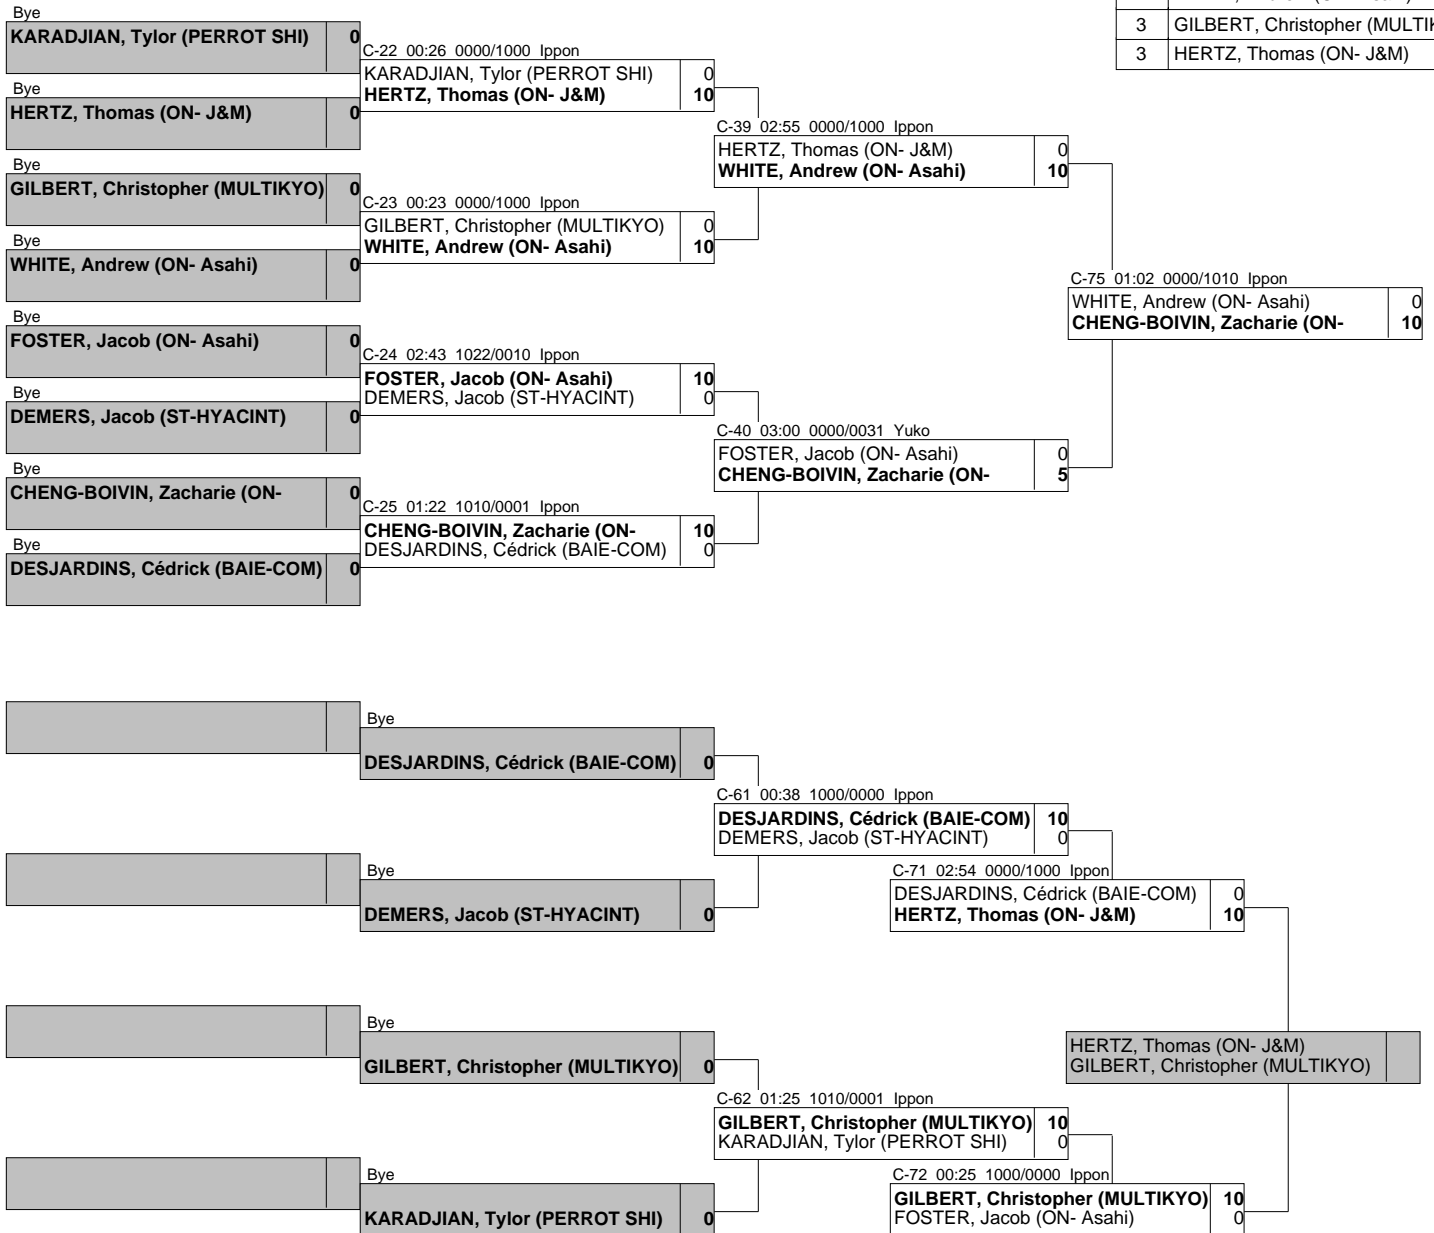 3 GILBERT, Christopher (MULTIK
3 HERTZ, Thomas (ON- J&M)
Bye
KARADJIAN, Tylor (PERROT SHI) 0
Bye
HERTZ, Thomas (ON- J&M) 0
Bye
GILBERT, Christopher (MULTIKYO) 0
Bye
WHITE, Andrew (ON- Asahi) 0
Bye
FOSTER, Jacob (ON- Asahi) 0
Bye
DEMERS, Jacob (ST-HYACINT) 0
Bye
CHENG-BOIVIN, Zacharie (ON- 0
Bye
DESJARDINS, Cédrick (BAIE-COM) 0
C-22 00:26 0000/1000 Ippon
KARADJIAN, Tylor (PERROT SHI) 0
HERTZ, Thomas (ON- J&M) 10
C-23 00:23 0000/1000 Ippon
GILBERT, Christopher (MULTIKYO) 0
WHITE, Andrew (ON- Asahi) 10
C-24 02:43 1022/0010 Ippon
FOSTER, Jacob (ON- Asahi) 10
DEMERS, Jacob (ST-HYACINT) 0
C-25 01:22 1010/0001 Ippon
CHENG-BOIVIN, Zacharie (ON- 10
DESJARDINS, Cédrick (BAIE-COM) 0
C-39 02:55 0000/1000 Ippon
HERTZ, Thomas (ON- J&M) 0
WHITE, Andrew (ON- Asahi) 10
C-40 03:00 0000/0031 Yuko
FOSTER, Jacob (ON- Asahi) 0
CHENG-BOIVIN, Zacharie (ON- 5
C-75 01:02 0000/1010 Ippon
WHITE, Andrew (ON- Asahi) 0
CHENG-BOIVIN, Zacharie (ON- 10
Bye
DESJARDINS, Cédrick (BAIE-COM) 0
Bye
DEMERS, Jacob (ST-HYACINT) 0
Bye
GILBERT, Christopher (MULTIKYO) 0
Bye
KARADJIAN, Tylor (PERROT SHI) 0
C-61 00:38 1000/0000 Ippon
DESJARDINS, Cédrick (BAIE-COM) 10
DEMERS, Jacob (ST-HYACINT) 0
C-62 01:25 1010/0001 Ippon
GILBERT, Christopher (MULTIKYO) 10
KARADJIAN, Tylor (PERROT SHI) 0
C-71 02:54 0000/1000 Ippon
DESJARDINS, Cédrick (BAIE-COM) 0
HERTZ, Thomas (ON- J&M) 10
C-72 00:25 1000/0000 Ippon
GILBERT, Christopher (MULTIKYO) 10
FOSTER, Jacob (ON- Asahi) 0
HERTZ, Thomas (ON- J&M)
GILBERT, Christopher (MULTIKYO)